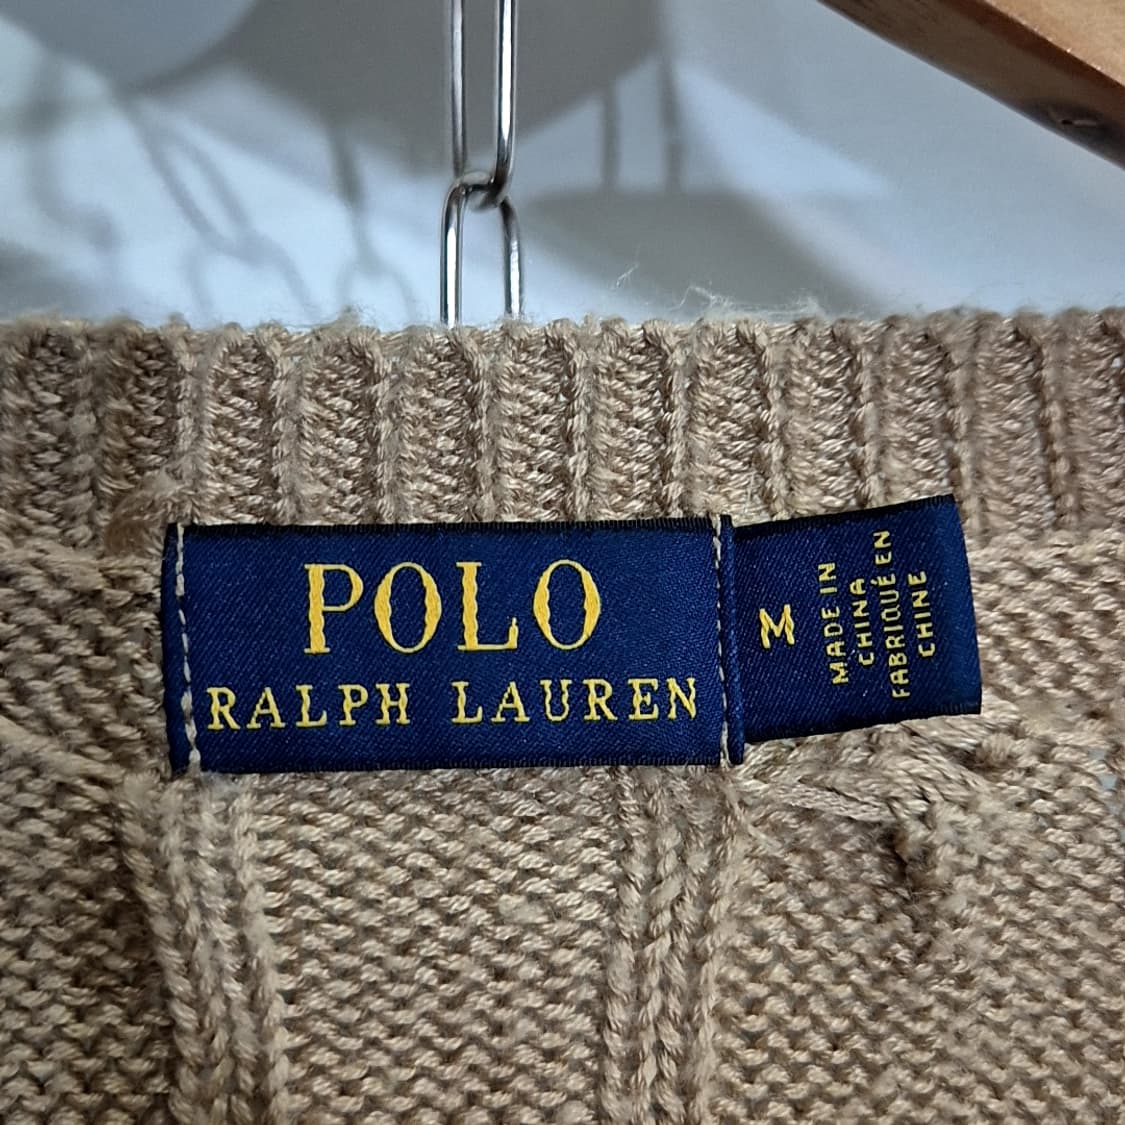 POLO
RALPH LAUREN
M
MADE IN
CHINA
FABRIQUÉ EN
CHINE